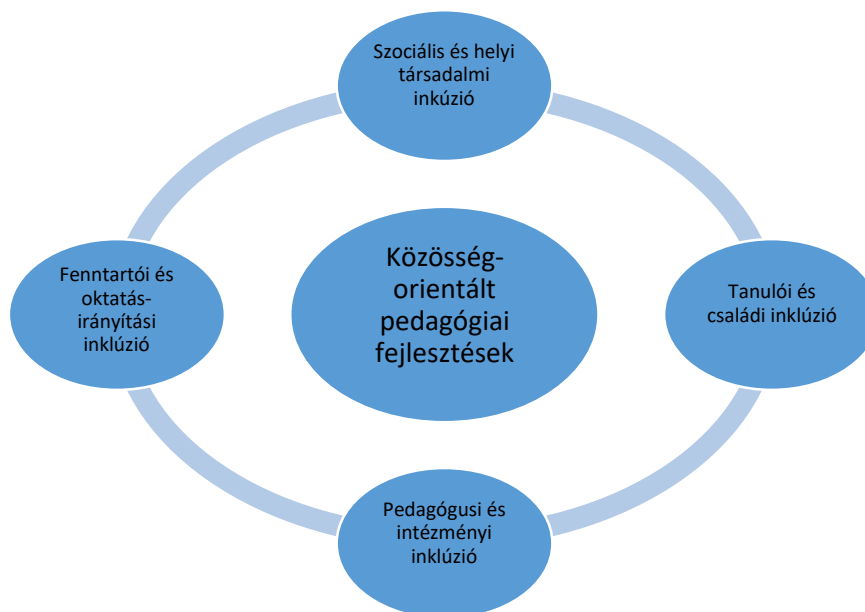 Szociális és helyi
társadalmi
inkúzió
Fenntartói és
oktatás-
irányítási
inklúzió
Közösség-
orientált
pedagógiai
fejlesztések
Tanulói és
családi inklúzió
Pedagógusi és
intézményi
inklúzió